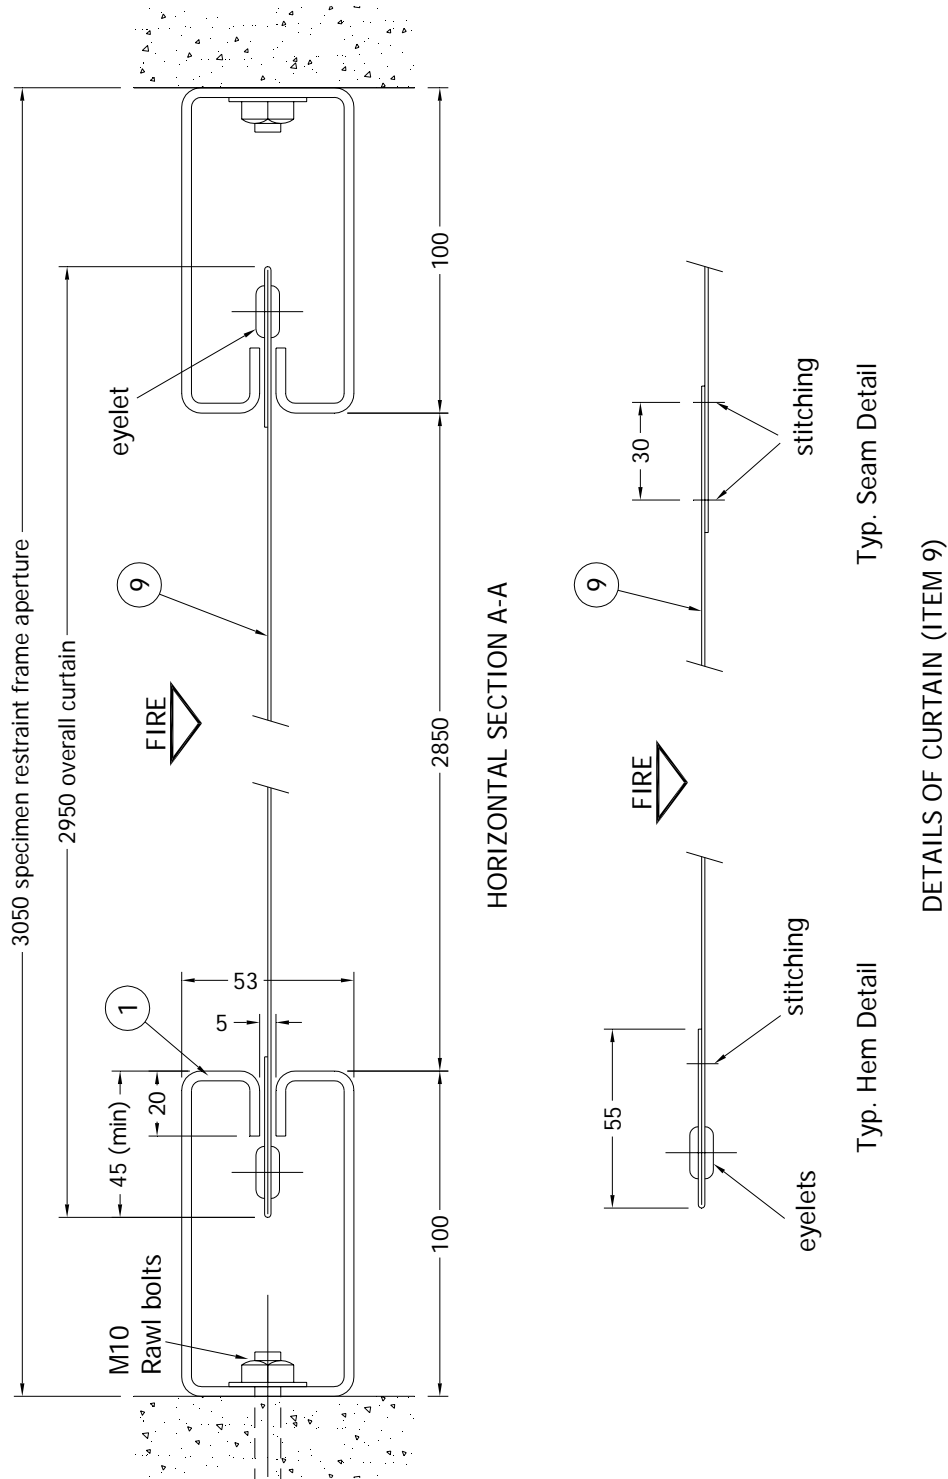 3050 specimen restraint frame aperture
2950 overall curtain
45 (min)
20
1
53
5
M10
Rawl bolts
FIRE
9
eyelet
100
2850
100
HORIZONTAL SECTION A-A
55
eyelets
stitching
Typ. Hem Detail
FIRE
9
30
stitching
Typ. Seam Detail
DETAILS OF CURTAIN (ITEM 9)